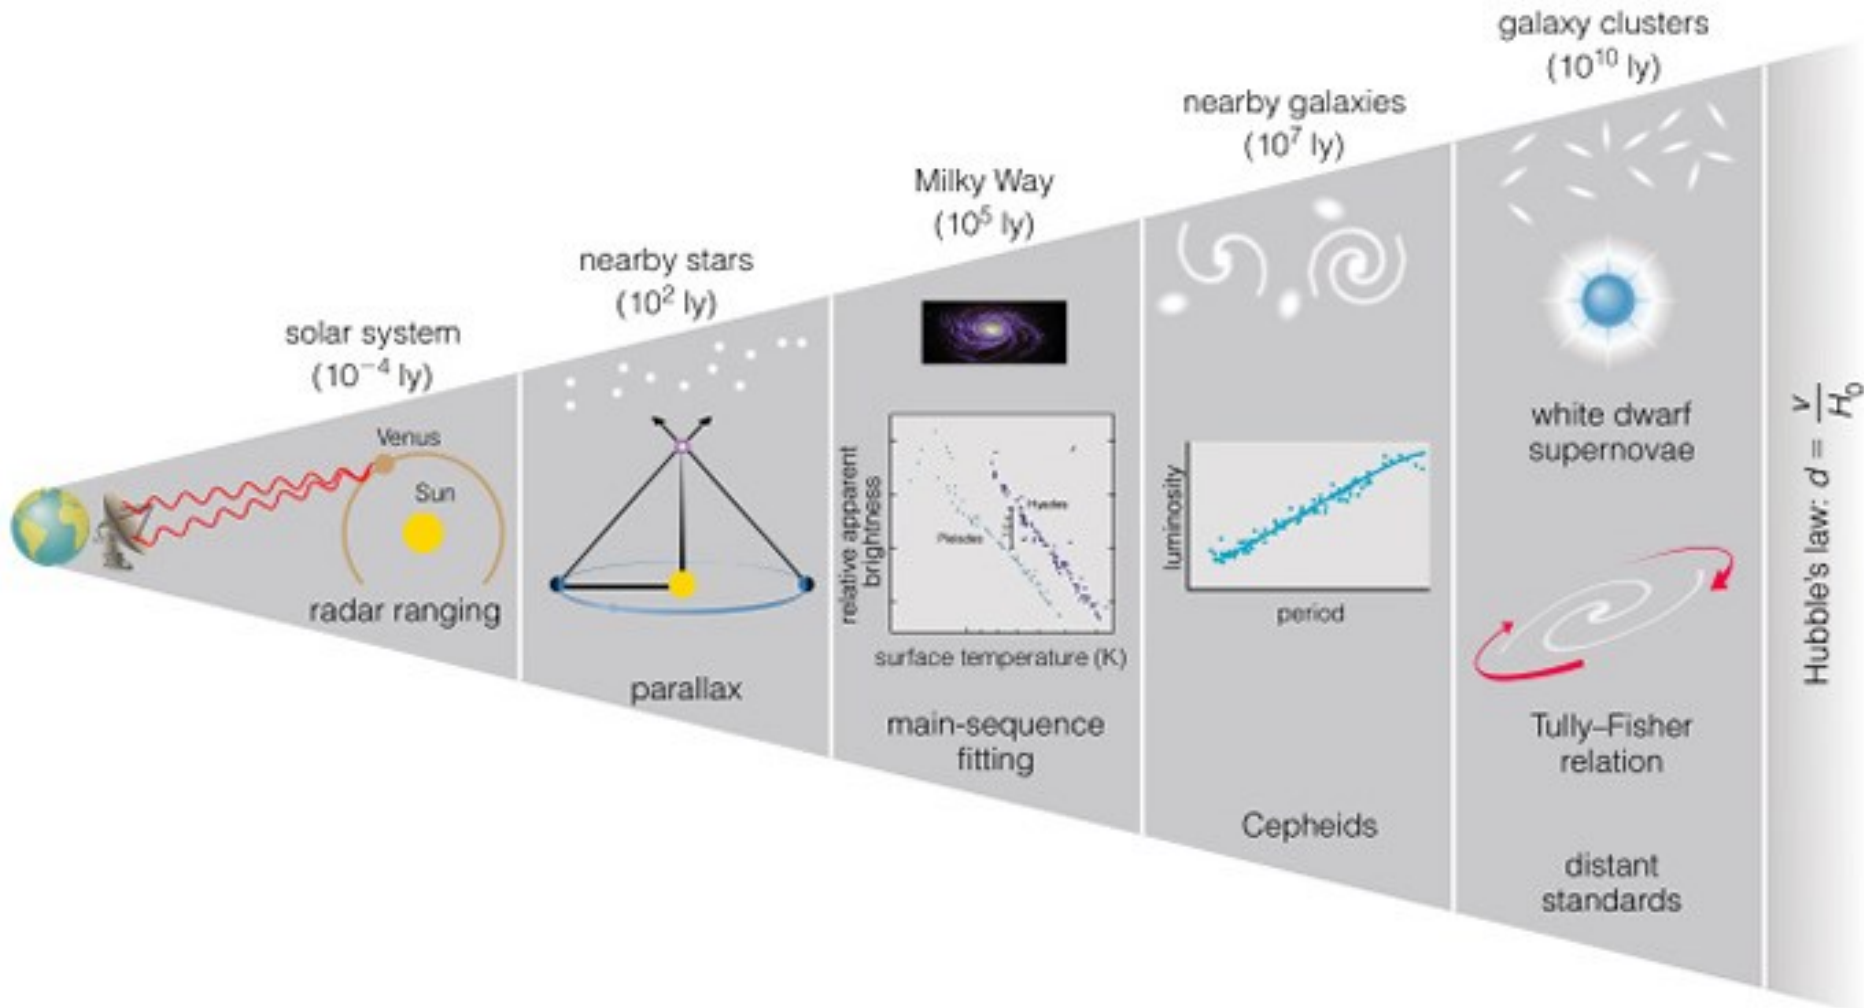 solar system
(10⁻⁴ ly)
Venus
Sun
radar ranging
nearby stars
(10² ly)
parallax
Milky Way
(10⁵ ly)
relative apparent
brightness
Hyades
Pleiades
surface temperature (K)
main-sequence
fitting
nearby galaxies
(10⁷ ly)
luminosity
period
Cepheids
galaxy clusters
(10¹⁰ ly)
white dwarf
supernovae
Tully–Fisher
relation
distant
standards
Hubble's law: d = v/H₀